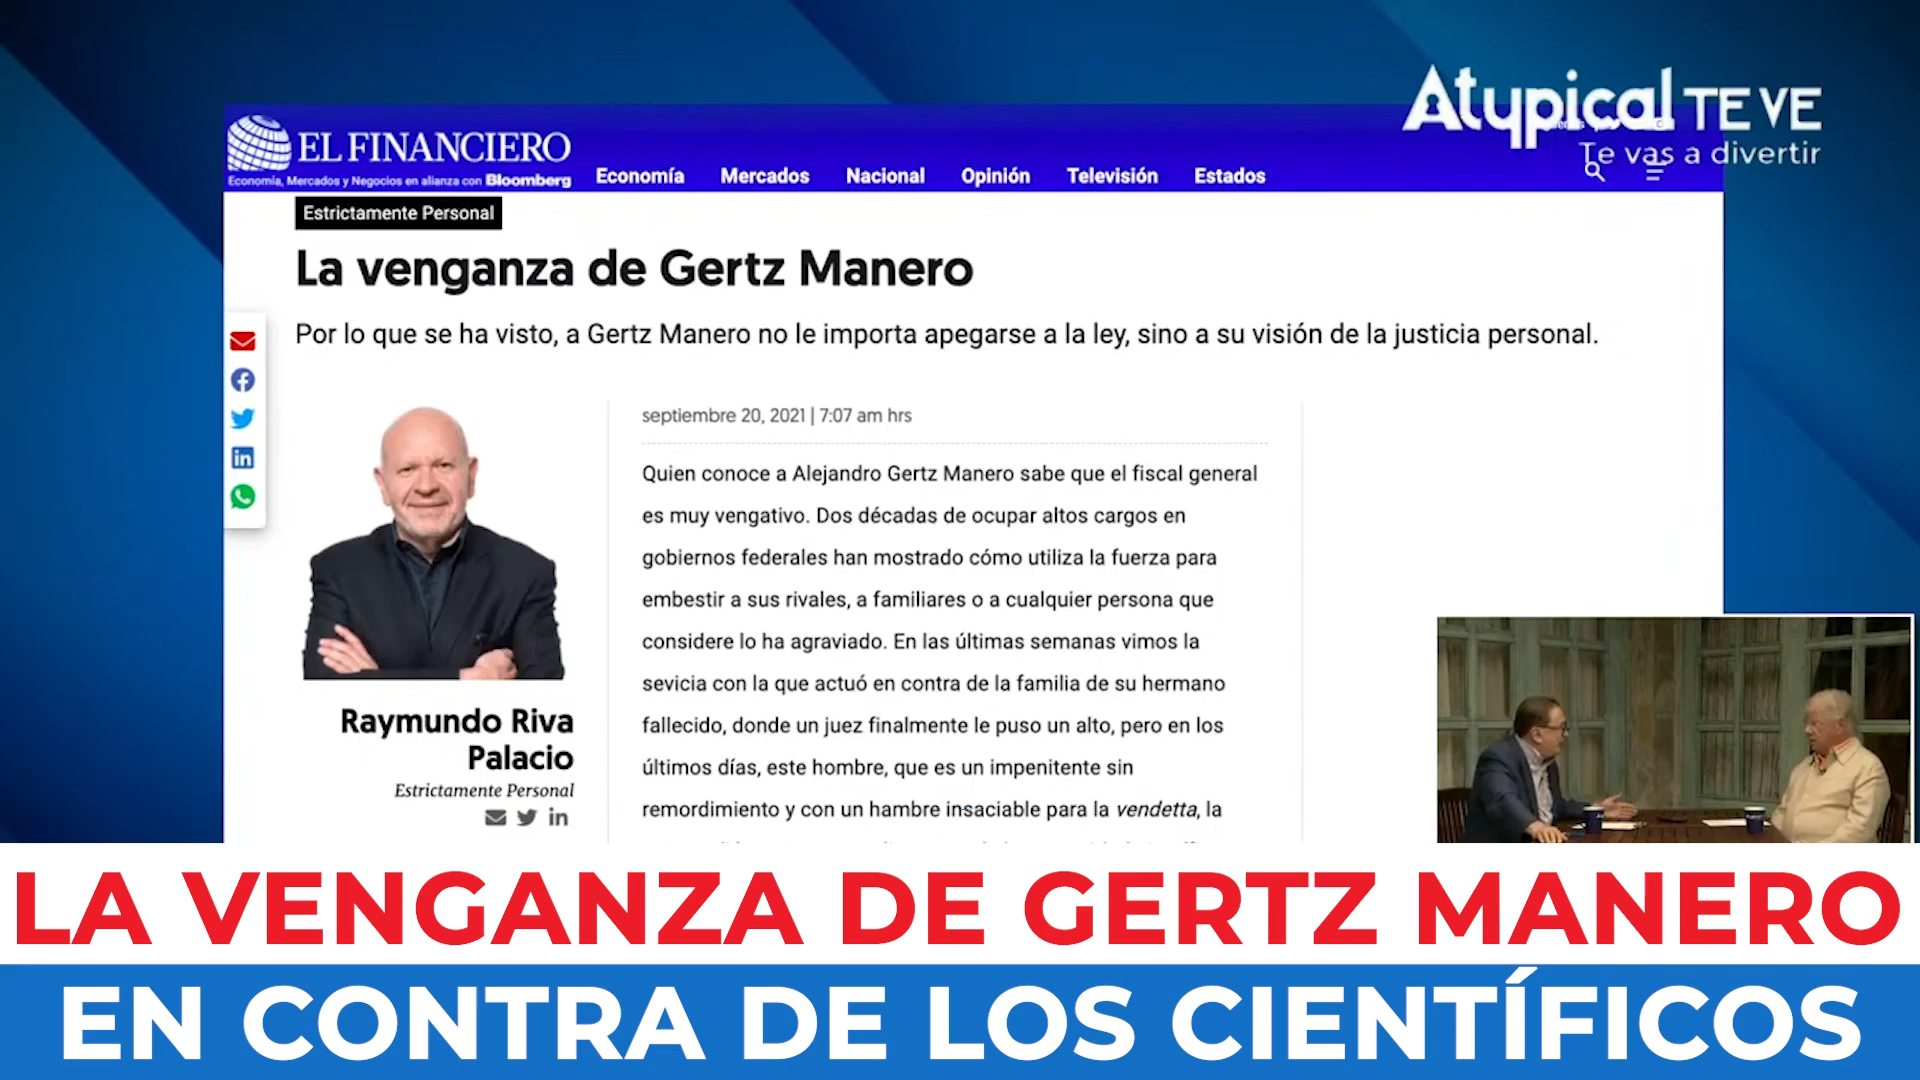 Atypical TE VE
Te vas a divertir
EL FINANCIERO
Economía, Mercados y Negocios en alianza con Bloomberg
Economía Mercados Nacional Opinión Televisión Estados
Estrictamente Personal
La venganza de Gertz Manero
Por lo que se ha visto, a Gertz Manero no le importa apegarse a la ley, sino a su visión de la justicia personal.
Raymundo Riva
Palacio
Estrictamente Personal
septiembre 20, 2021 | 7:07 am hrs
Quien conoce a Alejandro Gertz Manero sabe que el fiscal general
es muy vengativo. Dos décadas de ocupar altos cargos en
gobiernos federales han mostrado cómo utiliza la fuerza para
embestir a sus rivales, a familiares o a cualquier persona que
considere lo ha agraviado. En las últimas semanas vimos la
sevicia con la que actuó en contra de la familia de su hermano
fallecido, donde un juez finalmente le puso un alto, pero en los
últimos días, este hombre, que es un impenitente sin
remordimiento y con un hambre insaciable para la vendetta, la
LA VENGANZA DE GERTZ MANERO
EN CONTRA DE LOS CIENTÍFICOS